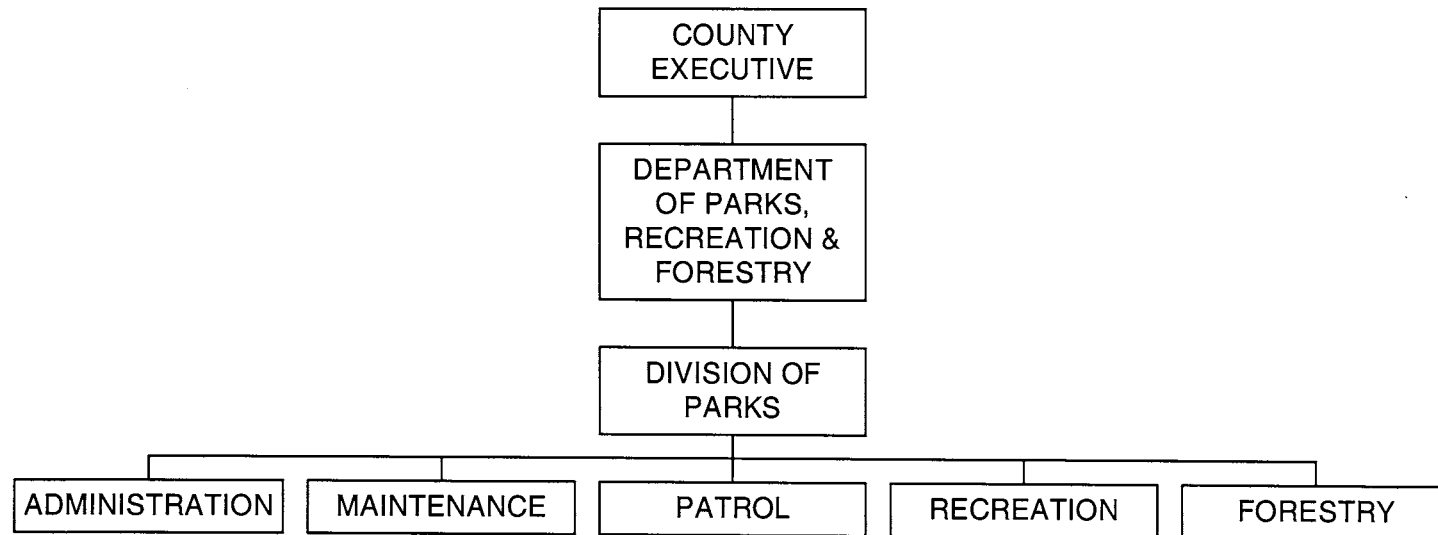 COUNTY
EXECUTIVE
DEPARTMENT
OF PARKS,
RECREATION &
FORESTRY
DIVISION OF
PARKS
ADMINISTRATION
MAINTENANCE
PATROL
RECREATION
FORESTRY